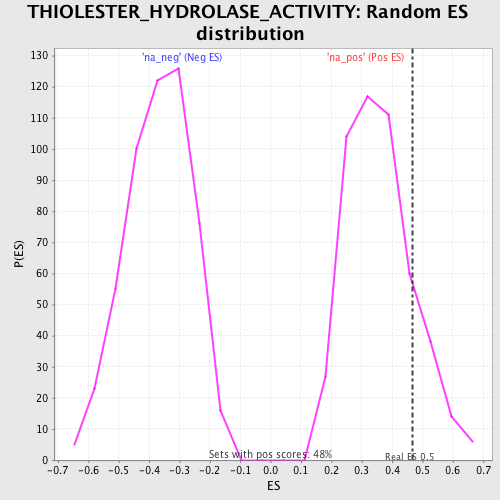 THIOLESTER_HYDROLASE_ACTIVITY: Random ES
distribution
'na_neg' (Neg ES)
'na_pos' (Pos ES)
130
120
110
100
90
80
70
60
50
40
30
20
10
0
P(ES)
Sets with pos scores: 48%
Real ES 0.5
-0.7 -0.6 -0.5 -0.4 -0.3 -0.2 -0.1 0.0 0.1 0.2 0.3 0.4 0.5 0.6 0.7
ES